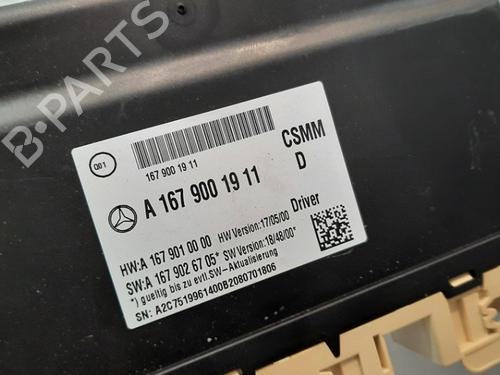 B-PARTS
Q01
167 900 19 11
CSMM
D
A 167 900 19 11
Driver
HW:A 167 901 00 00 HW Version:17/05/00
SW:A 167 902 67 05* SW Version:18/48/00*
*) gueltig bis zu evtl.SW-Aktualisierung
SN: A2C7519961400B2080701806